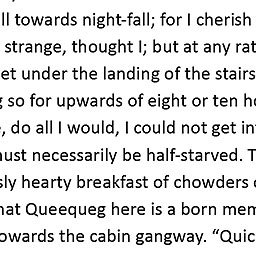 ll towards night-fall; for I cherish
strange, thought I; but at any rat
et under the landing of the stairs
g so for upwards of eight or ten h
, do all I would, I could not get in
must necessarily be half-starved. T
sly hearty breakfast of chowders
hat Queequeg here is a born mem
owards the cabin gangway. “Quic